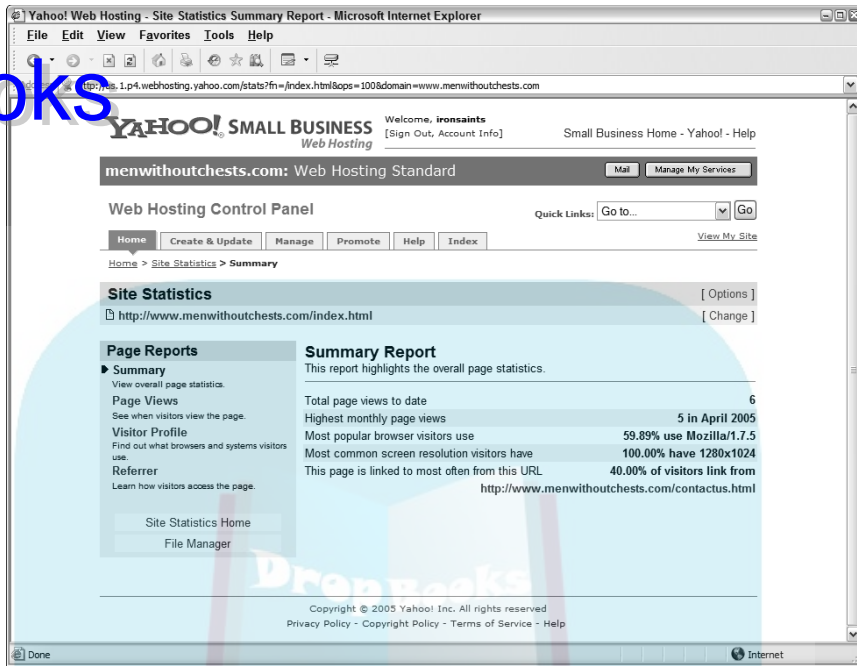 Yahoo! Web Hosting - Site Statistics Summary Report - Microsoft Internet Explorer
File Edit View Favorites Tools Help
oks
http://es.1.p4.webhosting.yahoo.com/stats?fn=/index.html&ops=100&domain=www.menwithoutchests.com
YAHOO! SMALL BUSINESS
Web Hosting
Welcome, ironsaints
[Sign Out, Account Info]
Small Business Home - Yahoo! - Help
menwithoutchests.com: Web Hosting Standard
Mail
Manage My Services
Web Hosting Control Panel
Quick Links: Go to... Go
Home Create & Update Manage Promote Help Index
View My Site
Home > Site Statistics > Summary
Site Statistics [ Options ]
http://www.menwithoutchests.com/index.html [ Change ]
Page Reports
Summary
View overall page statistics.
Page Views
See when visitors view the page.
Visitor Profile
Find out what browsers and systems visitors
use.
Referrer
Learn how visitors access the page.
Site Statistics Home
File Manager
Summary Report
This report highlights the overall page statistics.
Total page views to date 6
Highest monthly page views 5 in April 2005
Most popular browser visitors use 59.89% use Mozilla/1.7.5
Most common screen resolution visitors have 100.00% have 1280x1024
This page is linked to most often from this URL 40.00% of visitors link from
http://www.menwithoutchests.com/contactus.html
DropBooks
Copyright © 2005 Yahoo! Inc. All rights reserved
Privacy Policy - Copyright Policy - Terms of Service - Help
Done
Internet